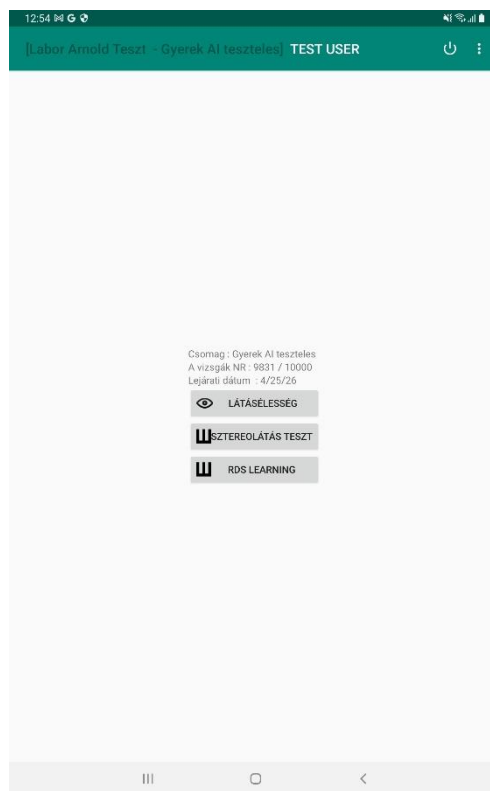 12:54
[Labor Arnold Teszt - Gyerek AI teszteles] TEST USER
Csomag : Gyerek AI teszteles
A vizsgák NR : 9831 / 10000
Lejárati dátum : 4/25/26
LÁTÁSÉLESSÉG
SZTEREOLÁTÁS TESZT
RDS LEARNING